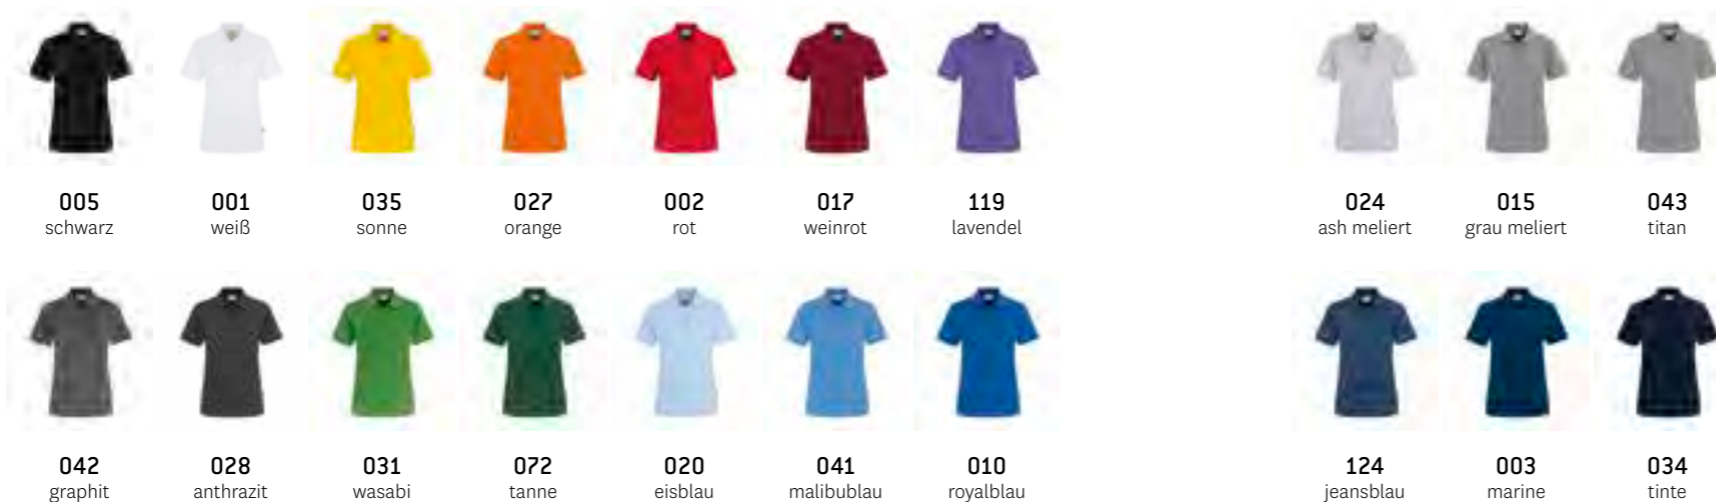 005 001 035 027 002 017 119 024 015 043
schwarz weiß sonne orange rot weinrot lavendel ash meliert grau meliert titan
042 028 031 072 020 041 010 124 003 034
graphit anthrazit wasabi tanne eisblau malibublau royalblau jeansblau marine tinte